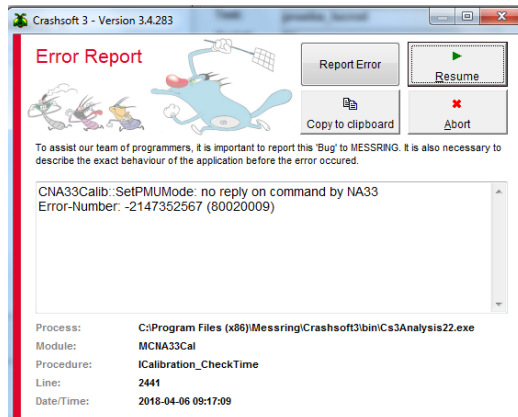 Crashsoft 3 - Version 3.4.283
Error Report
Report Error
Resume
Copy to clipboard
Abort
To assist our team of programmers, it is important to report this 'Bug' to MESSRING. It is also necessary to
describe the exact behaviour of the application before the error occured.
CNA33Calib::SetPMUMode: no reply on command by NA33
Error-Number: -2147352567 (80020009)
Process: C:\Program Files (x86)\Messring\Crashsoft3\bin\Cs3Analysis22.exe
Module: MCNA33Cal
Procedure: ICalibration_CheckTime
Line: 2441
Date/Time: 2018-04-06 09:17:09